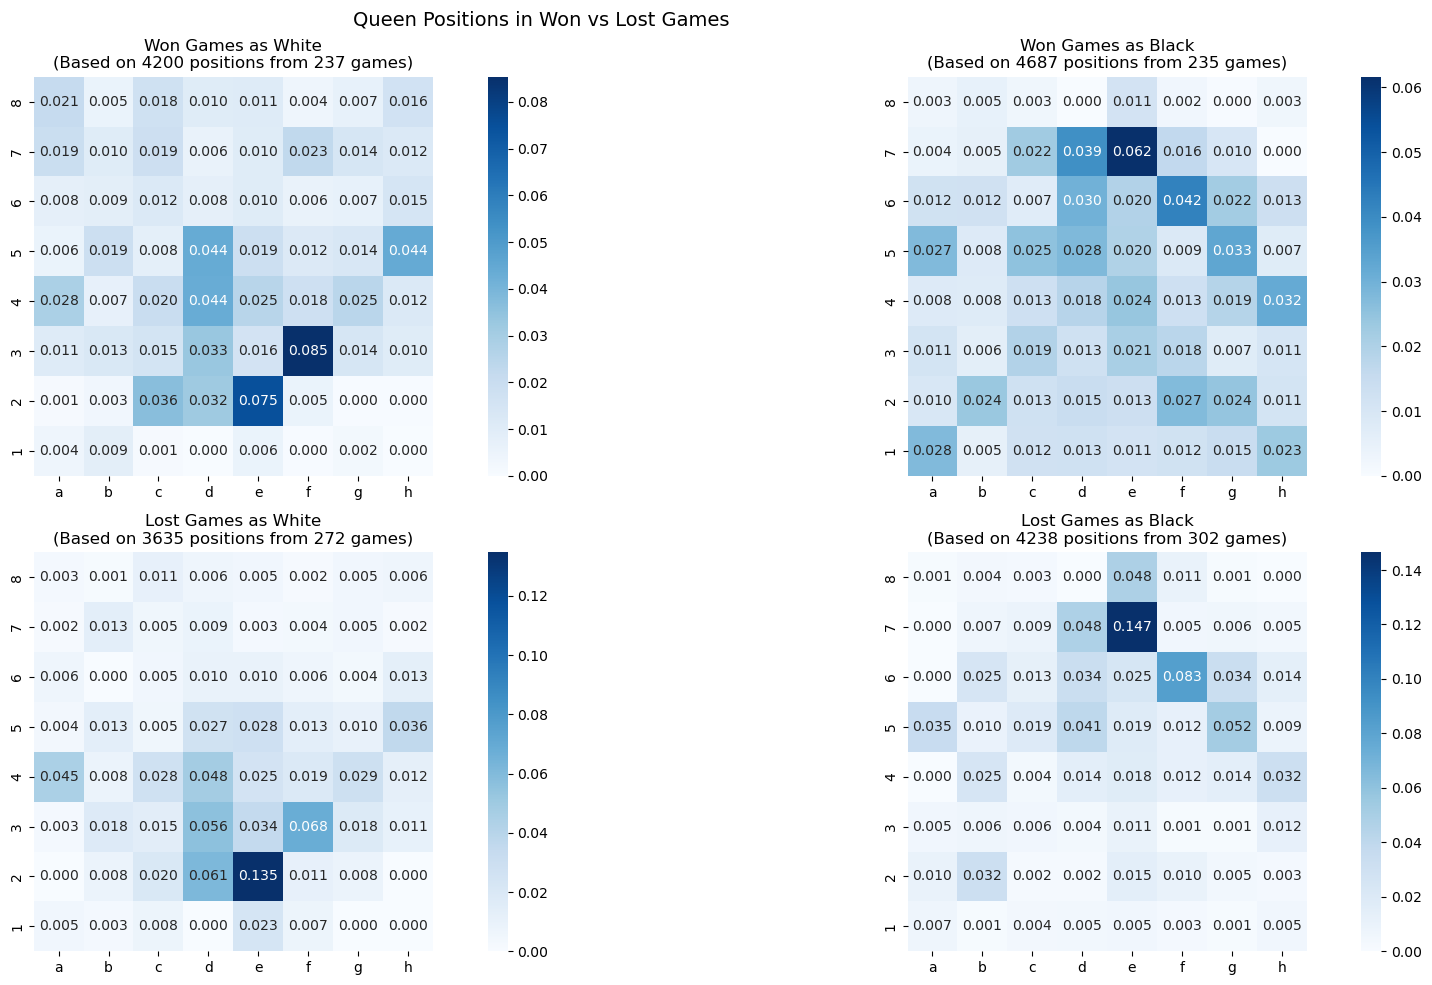 Queen Positions in Won vs Lost Games
Won Games as White
(Based on 4200 positions from 237 games)
8 0.021 0.005 0.018 0.010 0.011 0.004 0.007 0.016
7 0.019 0.010 0.019 0.006 0.010 0.023 0.014 0.012
6 0.008 0.009 0.012 0.008 0.010 0.006 0.007 0.015
5 0.006 0.019 0.008 0.044 0.019 0.012 0.014 0.044
4 0.028 0.007 0.020 0.044 0.025 0.018 0.025 0.012
3 0.011 0.013 0.015 0.033 0.016 0.085 0.014 0.010
2 0.001 0.003 0.036 0.032 0.075 0.005 0.000 0.000
1 0.004 0.009 0.001 0.000 0.006 0.000 0.002 0.000
a b c d e f g h
0.08
0.07
0.06
0.05
0.04
0.03
0.02
0.01
0.00
Won Games as Black
(Based on 4687 positions from 235 games)
8 0.003 0.005 0.003 0.000 0.011 0.002 0.000 0.003
7 0.004 0.005 0.022 0.039 0.062 0.016 0.010 0.000
6 0.012 0.012 0.007 0.030 0.020 0.042 0.022 0.013
5 0.027 0.008 0.025 0.028 0.020 0.009 0.033 0.007
4 0.008 0.008 0.013 0.018 0.024 0.013 0.019 0.032
3 0.011 0.006 0.019 0.013 0.021 0.018 0.007 0.011
2 0.010 0.024 0.013 0.015 0.013 0.027 0.024 0.011
1 0.028 0.005 0.012 0.013 0.011 0.012 0.015 0.023
a b c d e f g h
0.06
0.05
0.04
0.03
0.02
0.01
0.00
Lost Games as White
(Based on 3635 positions from 272 games)
8 0.003 0.001 0.011 0.006 0.005 0.002 0.005 0.006
7 0.002 0.013 0.005 0.009 0.003 0.004 0.005 0.002
6 0.006 0.000 0.005 0.010 0.010 0.006 0.004 0.013
5 0.004 0.013 0.005 0.027 0.028 0.013 0.010 0.036
4 0.045 0.008 0.028 0.048 0.025 0.019 0.029 0.012
3 0.003 0.018 0.015 0.056 0.034 0.068 0.018 0.011
2 0.000 0.008 0.020 0.061 0.135 0.011 0.008 0.000
1 0.005 0.003 0.008 0.000 0.023 0.007 0.000 0.000
a b c d e f g h
0.12
0.10
0.08
0.06
0.04
0.02
0.00
Lost Games as Black
(Based on 4238 positions from 302 games)
8 0.001 0.004 0.003 0.000 0.048 0.011 0.001 0.000
7 0.000 0.007 0.009 0.048 0.147 0.005 0.006 0.005
6 0.000 0.025 0.013 0.034 0.025 0.083 0.034 0.014
5 0.035 0.010 0.019 0.041 0.019 0.012 0.052 0.009
4 0.000 0.025 0.004 0.014 0.018 0.012 0.014 0.032
3 0.005 0.006 0.006 0.004 0.011 0.001 0.001 0.012
2 0.010 0.032 0.002 0.002 0.015 0.010 0.005 0.003
1 0.007 0.001 0.004 0.005 0.005 0.003 0.001 0.005
a b c d e f g h
0.14
0.12
0.10
0.08
0.06
0.04
0.02
0.00